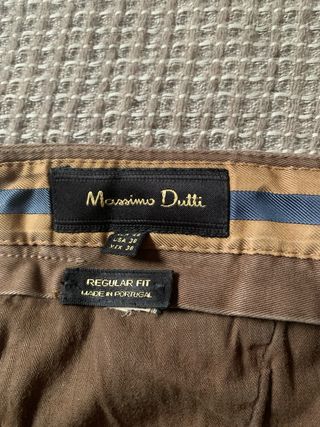 Massimo Dutti
USA 38
MEX 38
REGULAR FIT
MADE IN PORTUGAL